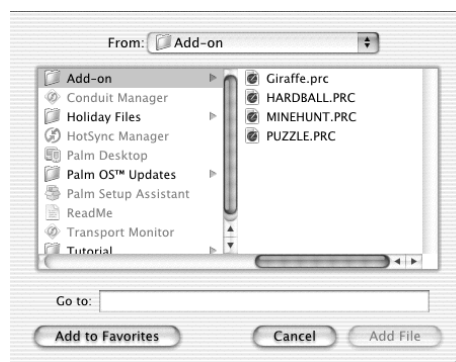 From: Add-on
Add-on
Conduit Manager
Holiday Files
HotSync Manager
Palm Desktop
Palm OS™ Updates
Palm Setup Assistant
ReadMe
Transport Monitor
Tutorial
Giraffe.prc
HARDBALL.PRC
MINEHUNT.PRC
PUZZLE.PRC
Go to:
Add to Favorites Cancel Add File